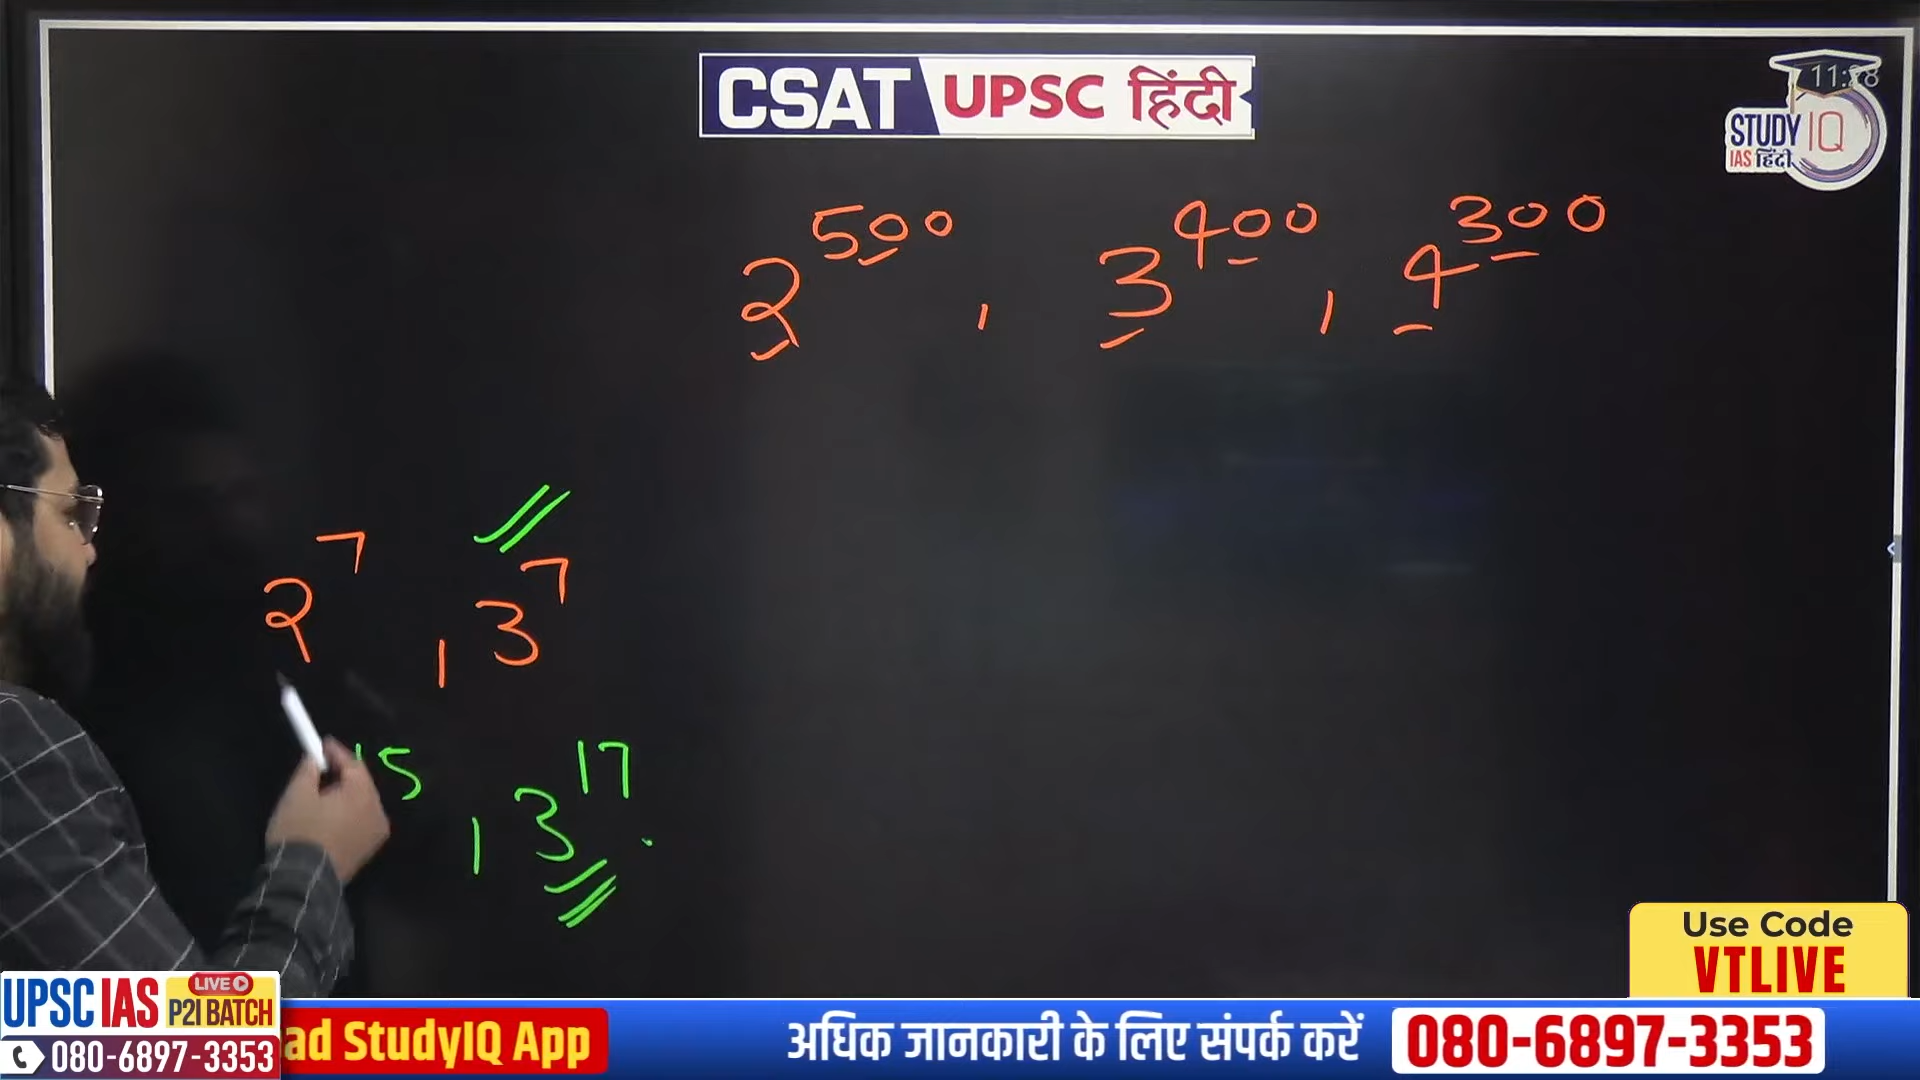 CSAT UPSC हिंदी
11:28
STUDY IQ
IAS हिंदी
2^500 , 3^400 , 4^300
2^7 , 3^7
15 , 3^17
Use Code
VTLIVE
UPSC IAS LIVE P2I BATCH
080-6897-3353
ad StudyIQ App
अधिक जानकारी के लिए संपर्क करें 080-6897-3353